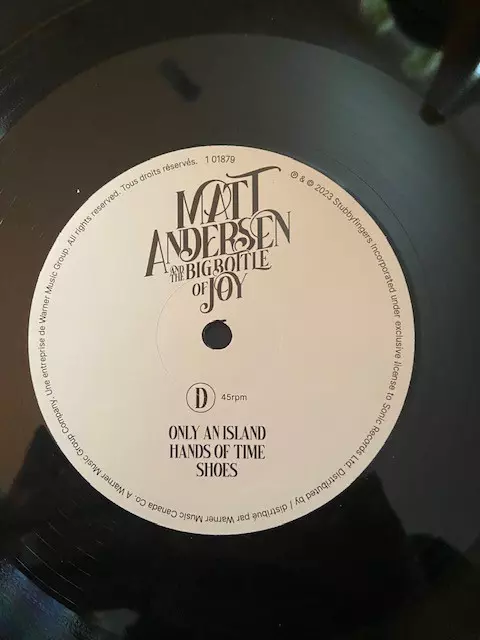 MATT
ANDERSEN
AND THE BIG BOTTLE
OF JOY
D 45rpm
ONLY AN ISLAND
HANDS OF TIME
SHOES
℗ & © 2023 Stubbyfingers Incorporated under exclusive license to Sonic Records Ltd. Distributed by / distribué par Warner Music Canada Co. A Warner Music Group Company. Une entreprise de Warner Music Group. All rights reserved. Tous droits réservés. 1 01879